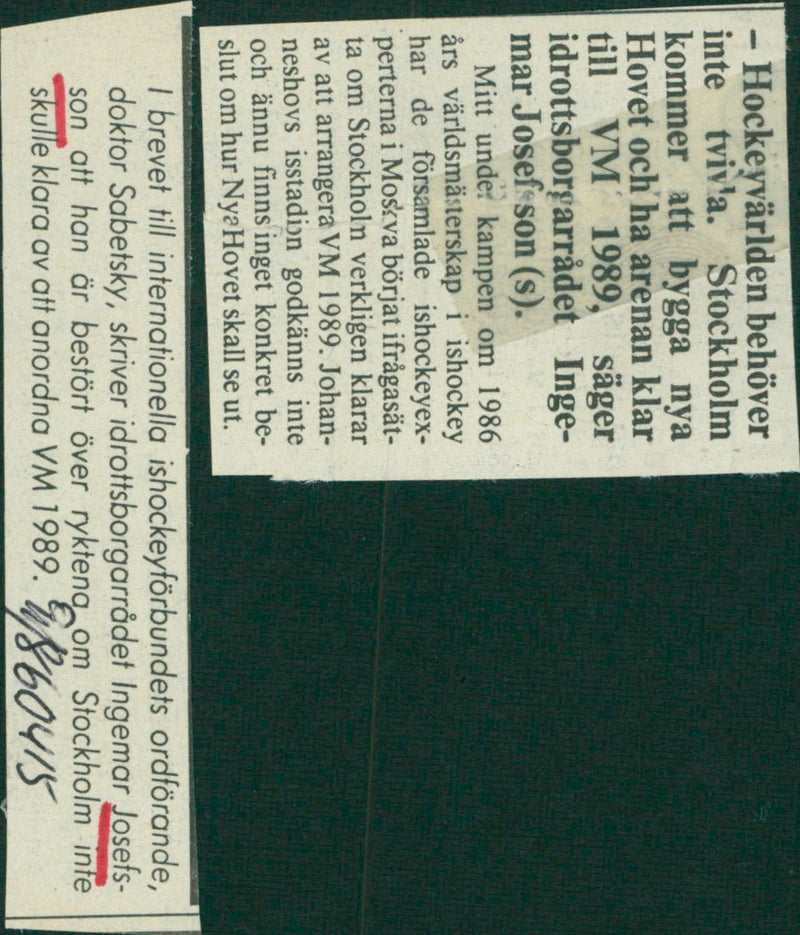 – Hockeyvärlden behöver
inte tvivla. Stockholm
kommer att bygga nya
Hovet och ha arenan klar
till VM 1989, säger
idrottsborgarrådet Inge-
mar Josefsson (s).
Mitt under kampen om 1986
års världsmästerskap i ishockey
har de församlade ishockeyex-
perterna i Moskva börjat ifrågasät-
ta om Stockholm verkligen klarar
av att arrangera VM 1989. Johan-
neshovs isstadion godkänns inte
och ännu finns inget konkret be-
slut om hur Nya Hovet skall se ut.
I brevet till internationella ishockeyförbundets ordförande,
doktor Sabetsky, skriver idrottsborgarrådet Ingemar Josefs-
son att han är bestört över ryktena om Stockholm inte
skulle klara av att anordna VM 1989.
860415